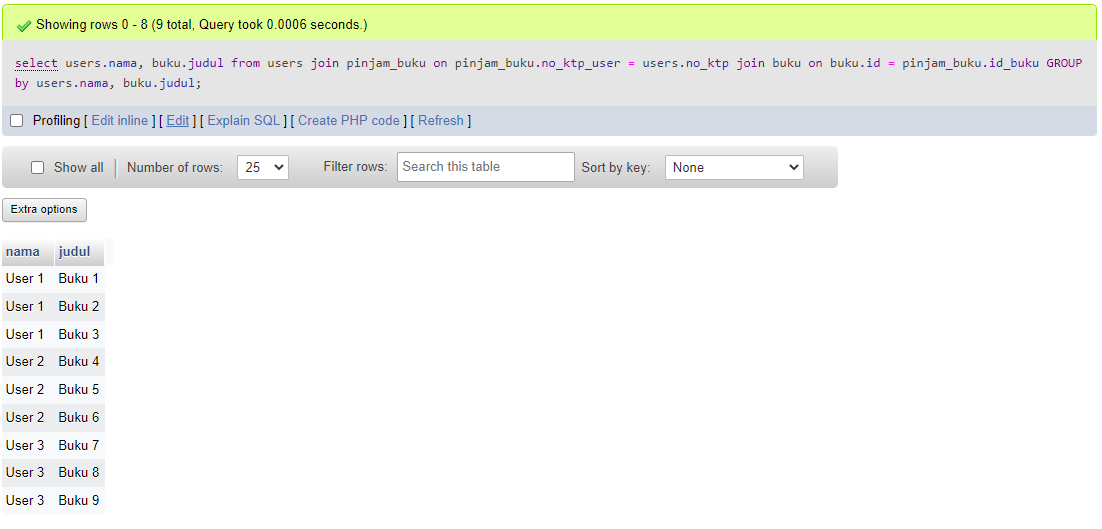 Showing rows 0 - 8 (9 total, Query took 0.0006 seconds.)
select users.nama, buku.judul from users join pinjam_buku on pinjam_buku.no_ktp_user = users.no_ktp join buku on buku.id = pinjam_buku.id_buku GROUP
by users.nama, buku.judul;
Profiling [ Edit inline ] [ Edit ] [ Explain SQL ] [ Create PHP code ] [ Refresh ]
Show all | Number of rows: 25 Filter rows: Search this table Sort by key: None
Extra options
nama judul
User 1 Buku 1
User 1 Buku 2
User 1 Buku 3
User 2 Buku 4
User 2 Buku 5
User 2 Buku 6
User 3 Buku 7
User 3 Buku 8
User 3 Buku 9